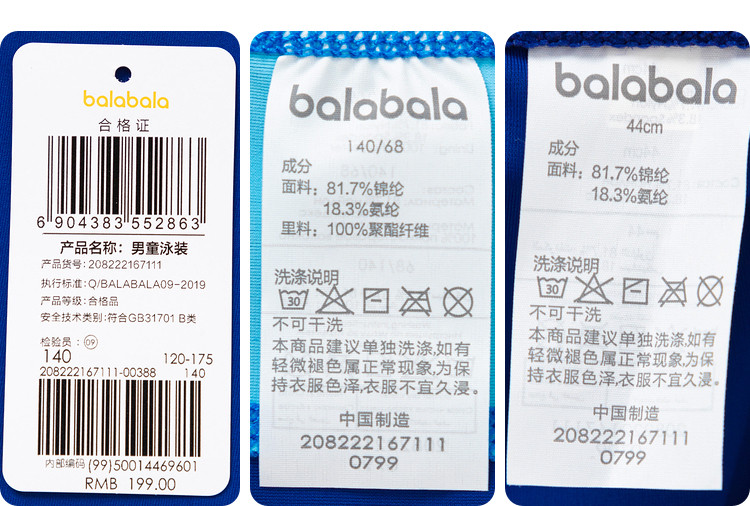 balabala
合格证
6 904383 552863
产品名称：男童泳装
产品货号：208222167111
执行标准：Q/BALABALA09-2019
产品等级：合格品
安全技术类别：符合GB31701 B类
检验员：09
140 120-175
208222167111-00388 140
内部编码 (99)50014469601
RMB 199.00
balabala
140/68
成分
面料：81.7%锦纶
18.3%氨纶
里料：100%聚酯纤维
洗涤说明
30
不可干洗
本商品建议单独洗涤,如有
轻微褪色属正常现象,为保
持衣服色泽,衣服不宜久浸。
中国制造
208222167111
0799
balabala
44cm
成分
面料：81.7%锦纶
18.3%氨纶
洗涤说明
30
不可干洗
本商品建议单独洗涤,如有
轻微褪色属正常现象,为保
持衣服色泽,衣服不宜久浸。
中国制造
208222167111
0799